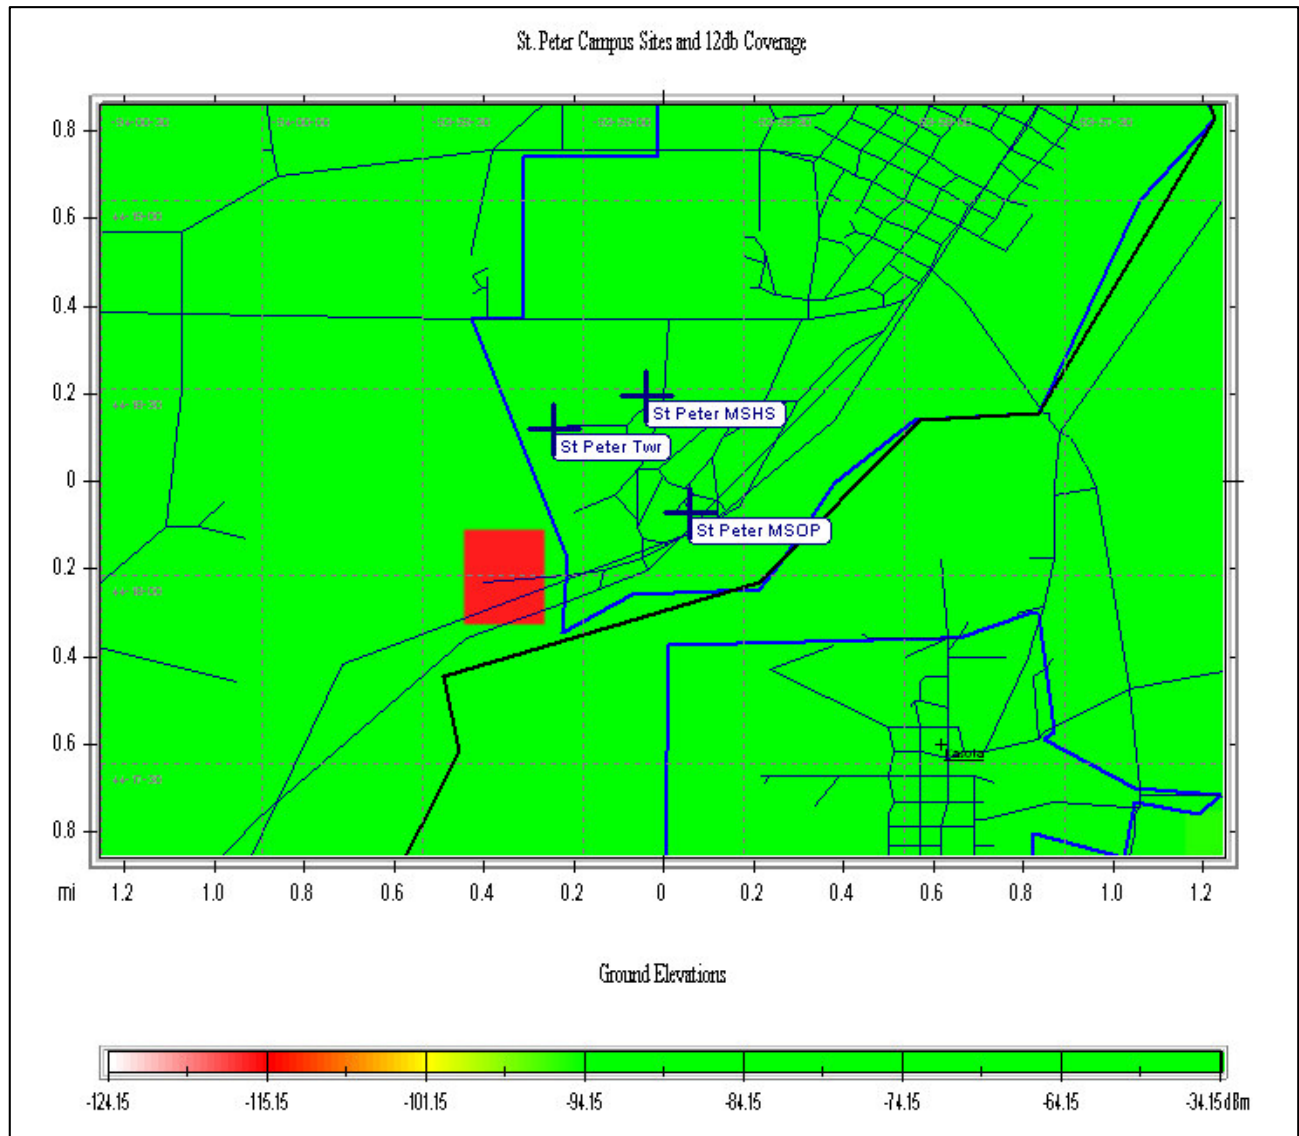 St. Peter Campus Sites and 12db Coverage
0.8
0.6
0.4
St Peter MSHS
0.2
St Peter Twr
0
St Peter MSOP
0.2
0.4
0.6
0.8
mi 1.2 1.0 0.8 0.6 0.4 0.2 0 0.2 0.4 0.6 0.8 1.0 1.2
Ground Elevations
-124.15 -115.15 -101.15 -94.15 -84.15 -74.15 -64.15 -34.15 dBm